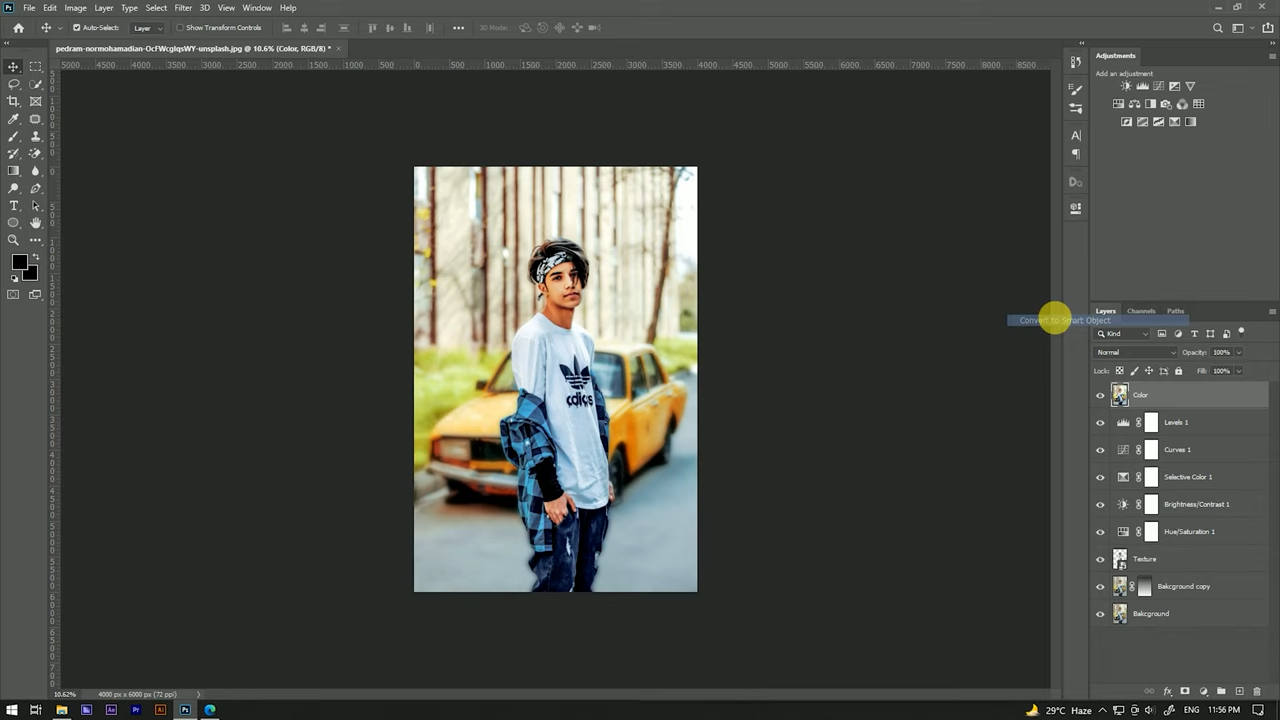 File Edit Image Layer Type Select Filter 3D View Window Help
Auto-Select: Layer Show Transform Controls 3D Mode:
pedram-normohamadian-OcFWcgIqsWY-unsplash.jpg @ 10.6% (Color, RGB/8) *
5000 4500 4000 3500 3000 2500 2000 1500 1000 500 0 500 1000 1500 2000 2500 3000 3500 4000 4500 5000 5500 6000 6500 7000 7500 8000 8500
Adjustments
Add an adjustment
Convert to Smart Object
Layers Channels Paths
Kind
Normal Opacity: 100%
Lock: Fill: 100%
Color
Levels 1
Curves 1
Selective Color 1
Brightness/Contrast 1
Hue/Saturation 1
Texture
Bakcground copy
Bakcground
adidas
10.62% 4000 px x 6000 px (72 ppi)
29°C Haze ENG 11:56 PM